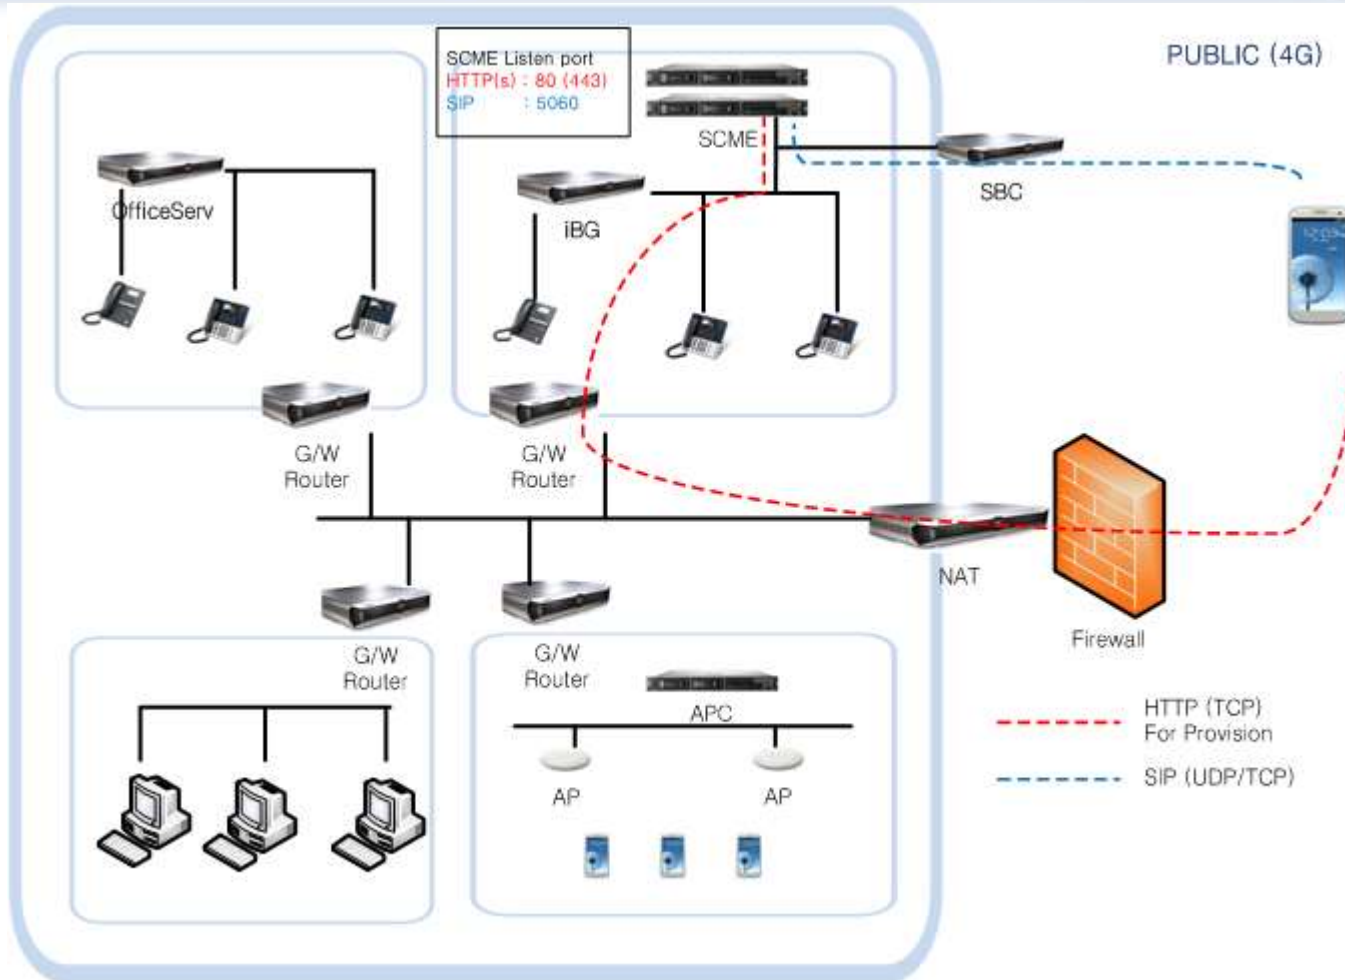 SCME Listen port
HTTP(s) : 80 (443)
SIP : 5060
PUBLIC (4G)
SCME
SBC
OfficeServ
iBG
G/W
Router
G/W
Router
NAT
Firewall
G/W
Router
G/W
Router
APC
AP
AP
HTTP (TCP)
For Provision
SIP (UDP/TCP)